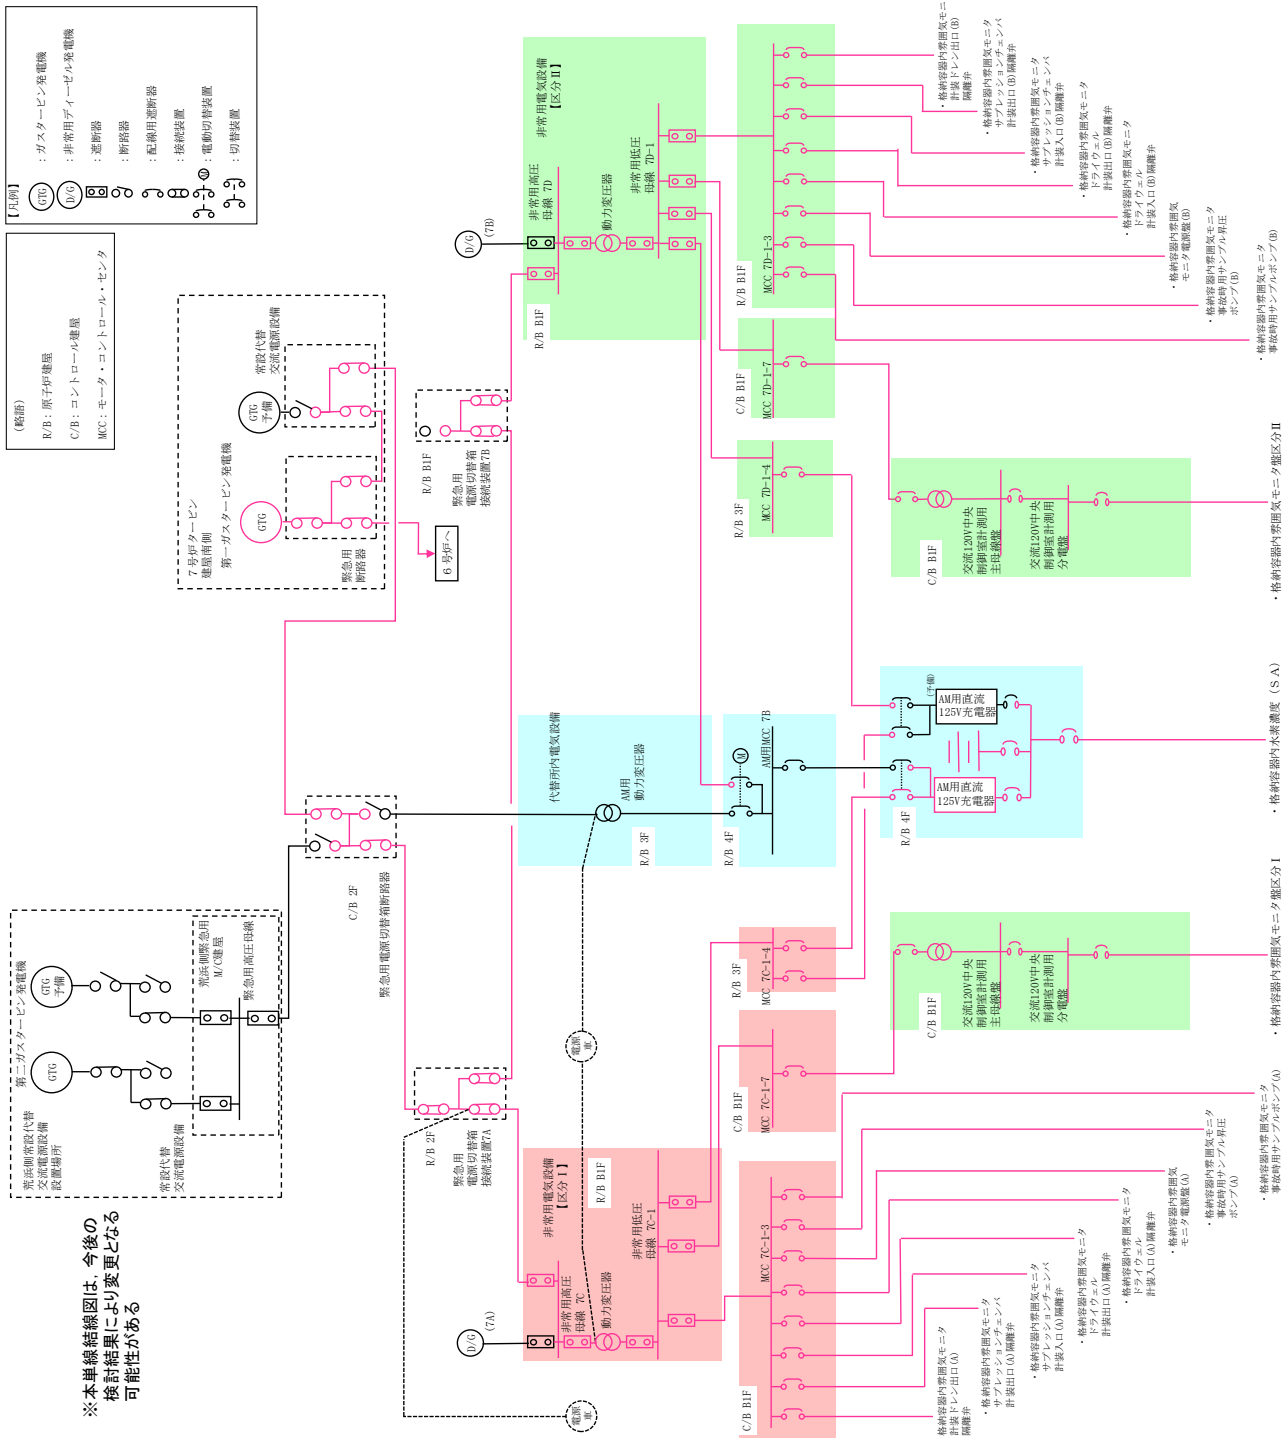 【凡例】
GTG
：ガスタービン発電機
D/G
：非常用ディーゼル発電機
：遮断器
：断路器
：配線用遮断器
：接続装置
M
：電動切替装置
：切替装置
（略語）
R/B：原子炉建屋
C/B：コントロール建屋
MCC：モータ・コントロール・センタ
※本単線結線図は，今後の
検討結果により変更となる
可能性がある
荒浜側常設代替
交流電源設備
設置場所
第二ガスタービン発電機
GTG
GTG
予備
常設代替
交流電源設備
荒浜側緊急用
M/C建屋
緊急用高圧母線
7号炉タービン
建屋南側
第一ガスタービン発電機
GTG
GTG
予備
常設代替
交流電源設備
緊急用
断路器
6号炉へ
C/B 2F
緊急用電源切替箱断路器
R/B 2F
緊急用
電源切替箱
接続装置7A
R/B B1F
緊急用
電源切替箱
接続装置7B
D/G
(7A)
D/G
(7B)
電源
車
電源
車
非常用電気設備
【区分Ⅰ】
R/B B1F
非常用高圧
母線 7C
動力変圧器
非常用低圧
母線 7C-1
代替所内電気設備
AM用
動力変圧器
R/B 3F
非常用電気設備
【区分Ⅱ】
非常用高圧
母線 7D
動力変圧器
非常用低圧
母線 7D-1
R/B B1F
C/B B1F
MCC 7C-1-3
C/B B1F
MCC 7C-1-7
R/B 3F
MCC 7C-1-4
R/B 4F
M
AM用MCC 7B
R/B 3F
MCC 7D-1-4
C/B B1F
MCC 7D-1-7
R/B B1F
MCC 7D-1-3
C/B B1F
交流120V中央
制御室計測用
主母線盤
交流120V中央
制御室計測用
分電盤
R/B 4F
AM用直流
125V充電器
(予備)
AM用直流
125V充電器
C/B B1F
交流120V中央
制御室計測用
主母線盤
交流120V中央
制御室計測用
分電盤
・格納容器内雰囲気モニタ
計装ドレン出口(A)
隔離弁
・格納容器内雰囲気モニタ
サプレッションチェンバ
計装出口(A)隔離弁
・格納容器内雰囲気モニタ
サプレッションチェンバ
計装入口(A)隔離弁
・格納容器内雰囲気モニタ
ドライウェル
計装出口(A)隔離弁
・格納容器内雰囲気モニタ
ドライウェル
計装入口(A)隔離弁
・格納容器内雰囲気
モニタ電源盤(A)
・格納容器内雰囲気モニタ
事故時用サンプル昇圧
ポンプ(A)
・格納容器内雰囲気モニタ
事故時用サンプルポンプ(A)
・格納容器内雰囲気モニタ盤区分Ⅰ
・格納容器内水素濃度（ＳＡ）
・格納容器内雰囲気モニタ盤区分Ⅱ
・格納容器内雰囲気モニタ
計装ドレン出口(B)
隔離弁
・格納容器内雰囲気モニタ
サプレッションチェンバ
計装出口(B)隔離弁
・格納容器内雰囲気モニタ
サプレッションチェンバ
計装入口(B)隔離弁
・格納容器内雰囲気モニタ
ドライウェル
計装出口(B)隔離弁
・格納容器内雰囲気モニタ
ドライウェル
計装入口(B)隔離弁
・格納容器内雰囲気
モニタ電源盤(B)
・格納容器内雰囲気モニタ
事故時用サンプル昇圧
ポンプ(B)
・格納容器内雰囲気モニタ
事故時用サンプルポンプ(B)